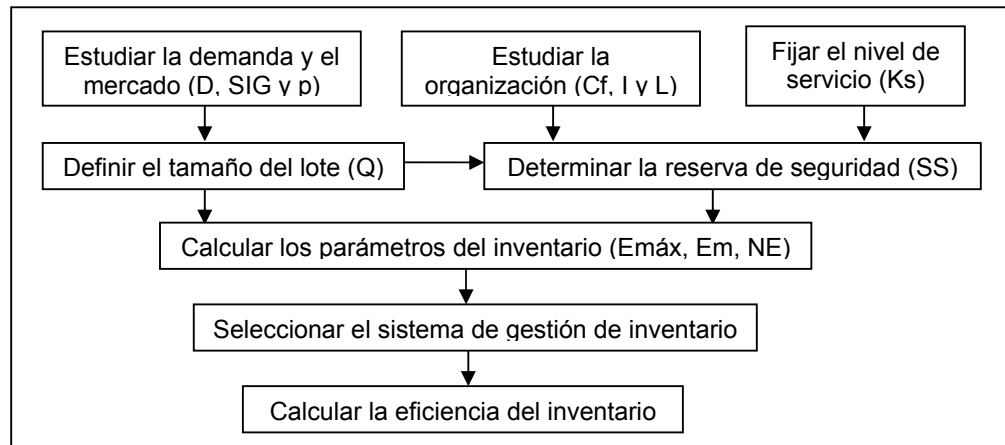 Estudiar la demanda y el
mercado (D, SIG y p)
Estudiar la
organización (Cf, I y L)
Fijar el nivel de
servicio (Ks)
Definir el tamaño del lote (Q)
Determinar la reserva de seguridad (SS)
Calcular los parámetros del inventario (Emáx, Em, NE)
Seleccionar el sistema de gestión de inventario
Calcular la eficiencia del inventario